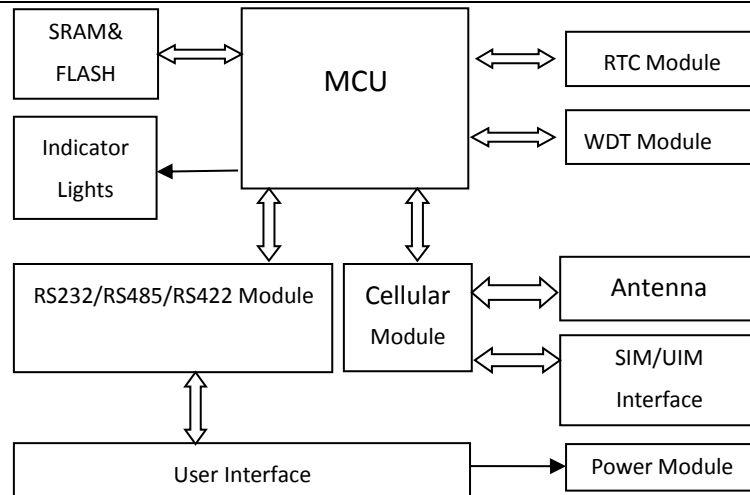 SRAM&
FLASH
MCU
RTC Module
WDT Module
Indicator
Lights
RS232/RS485/RS422 Module
Cellular
Module
Antenna
SIM/UIM
Interface
User Interface
Power Module